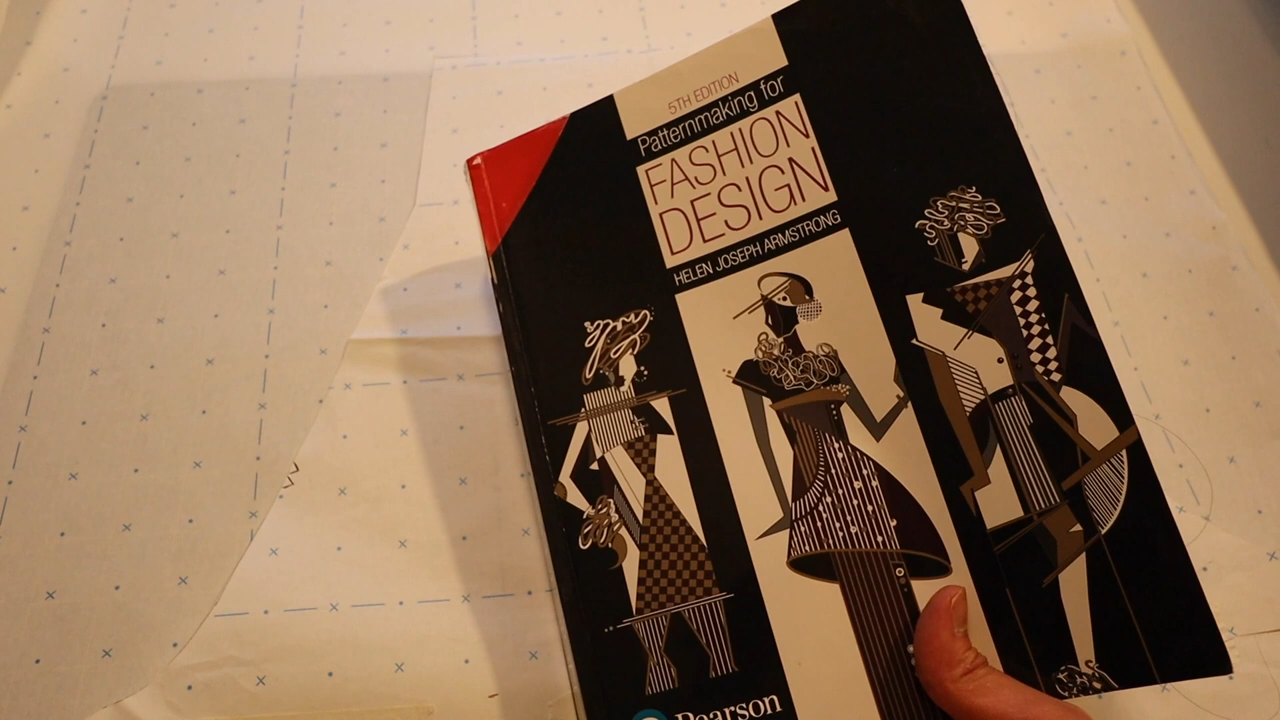 5TH EDITION
Patternmaking for
FASHION
DESIGN
HELEN JOSEPH ARMSTRONG
Pearson